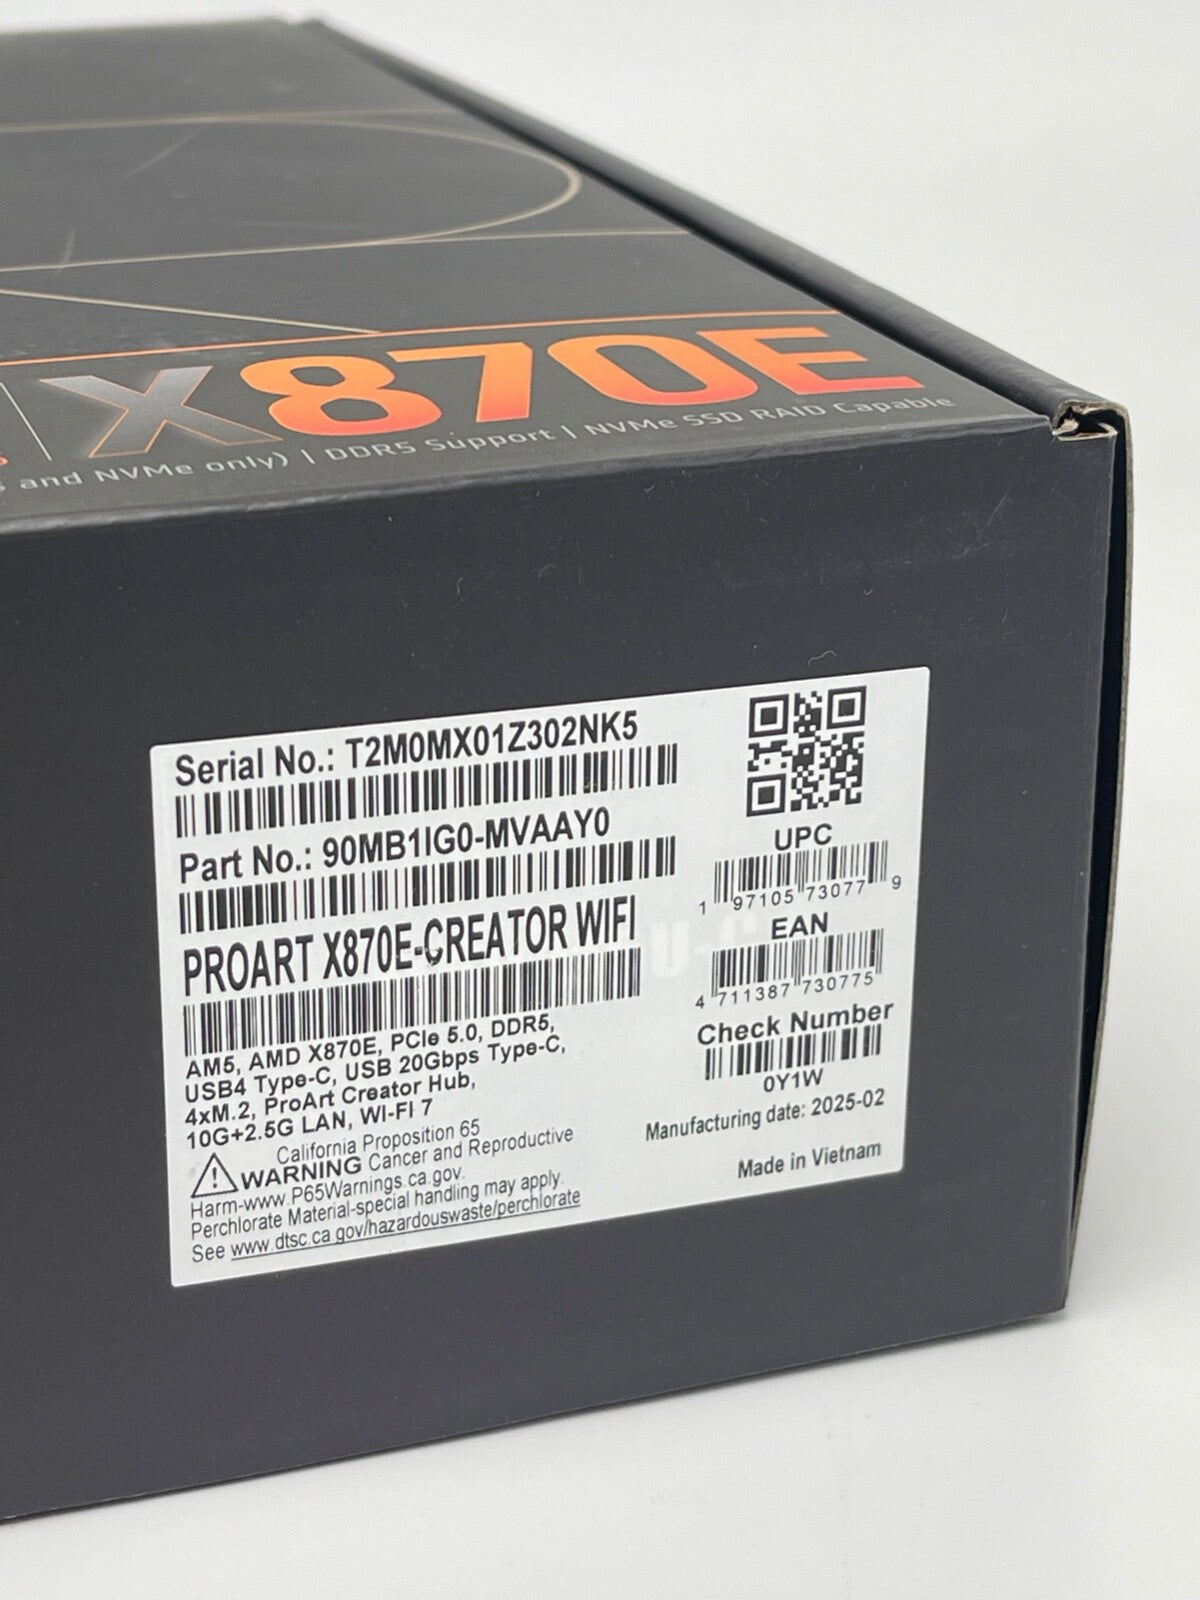 X870E
and NVMe only) | DDR5 Support | NVMe SSD RAID Capable
Serial No.: T2M0MX01Z302NK5
Part No.: 90MB1IG0-MVAAY0
PROART X870E-CREATOR WIFI
AM5, AMD X870E, PCIe 5.0, DDR5,
USB4 Type-C, USB 20Gbps Type-C,
4xM.2, ProArt Creator Hub,
10G+2.5G LAN, WI-FI 7
California Proposition 65
WARNING Cancer and Reproductive
Harm-www.P65Warnings.ca.gov.
Perchlorate Material-special handling may apply.
See www.dtsc.ca.gov/hazardouswaste/perchlorate
UPC
1 97105 73077 9
EAN
4 711387 730775
Check Number
0Y1W
Manufacturing date: 2025-02
Made in Vietnam